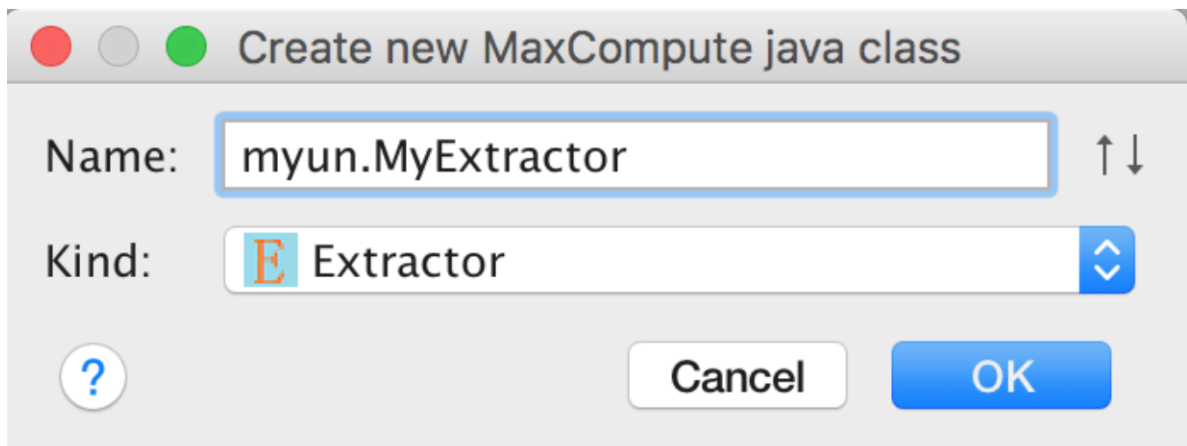 Create new MaxCompute java class
Name: myun.MyExtractor ↑↓
Kind: E Extractor
? Cancel OK